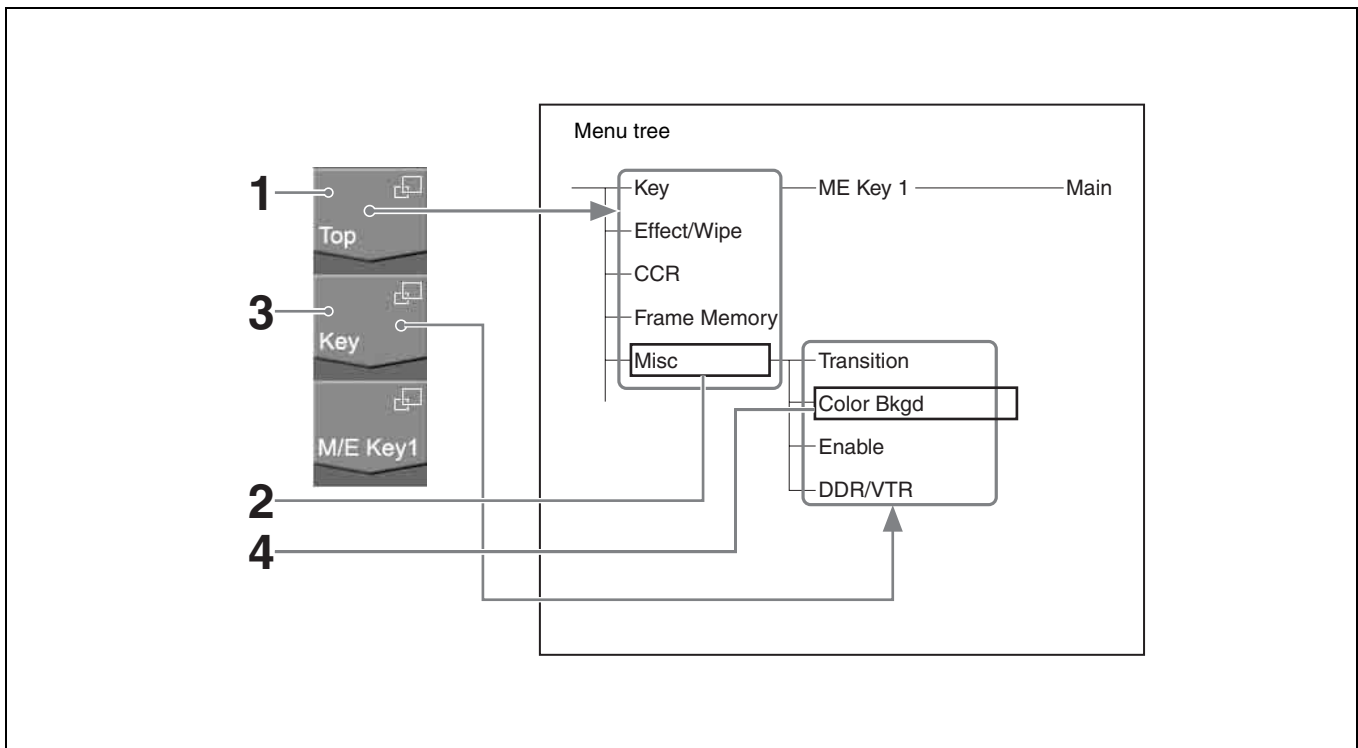 Menu tree
1
Top
Key
ME Key 1
Main
Effect/Wipe
CCR
3
Key
Frame Memory
Misc
Transition
Color Bkgd
M/E Key1
Enable
2
DDR/VTR
4